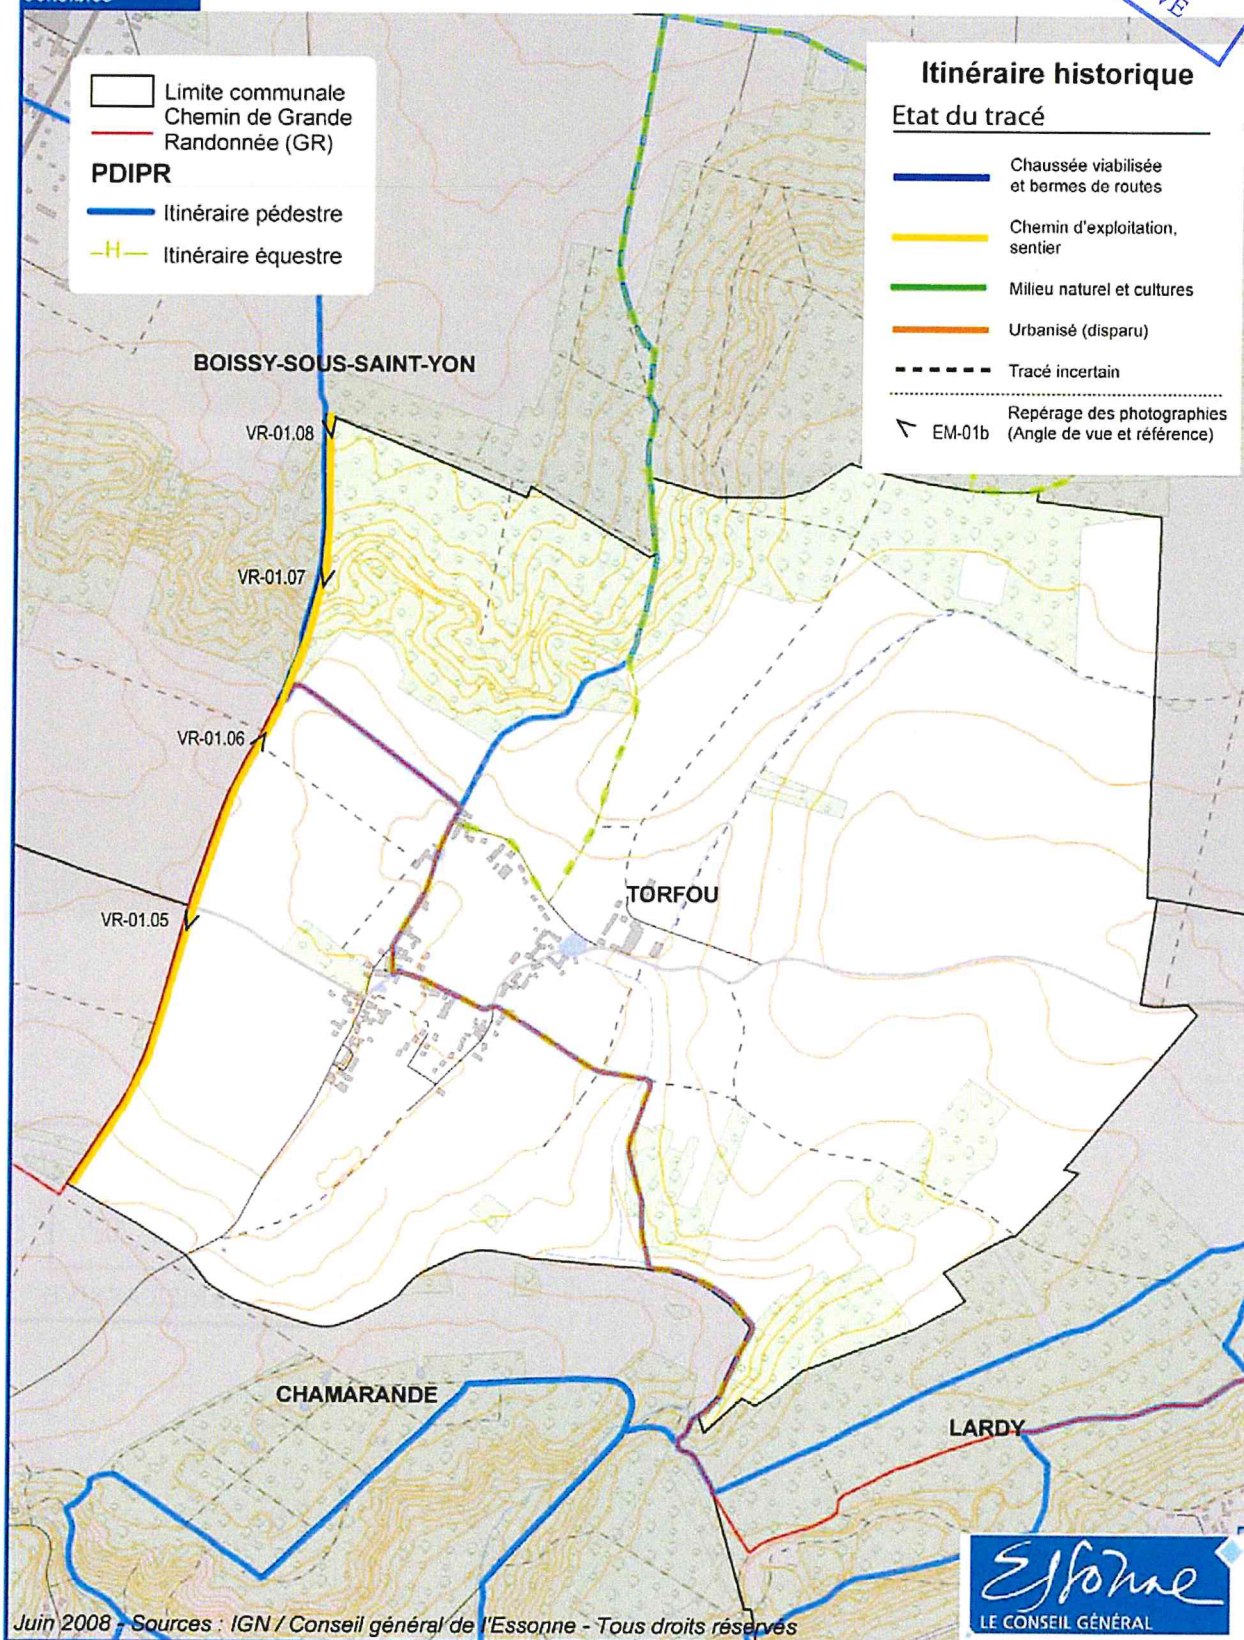 Limite communale
Chemin de Grande
Randonnée (GR)
PDIPR
Itinéraire pédestre
H Itinéraire équestre
Itinéraire historique
Etat du tracé
Chaussée viabilisée
et bermes de routes
Chemin d'exploitation,
sentier
Milieu naturel et cultures
Urbanisé (disparu)
Tracé incertain
EM-01b
Repérage des photographies
(Angle de vue et référence)
BOISSY-SOUS-SAINT-YON
VR-01.08
VR-01.07
VR-01.06
TORFOU
VR-01.05
CHAMARANDE
LARDY
Essonne
LE CONSEIL GÉNÉRAL
Juin 2008 - Sources : IGN / Conseil général de l'Essonne - Tous droits réservés